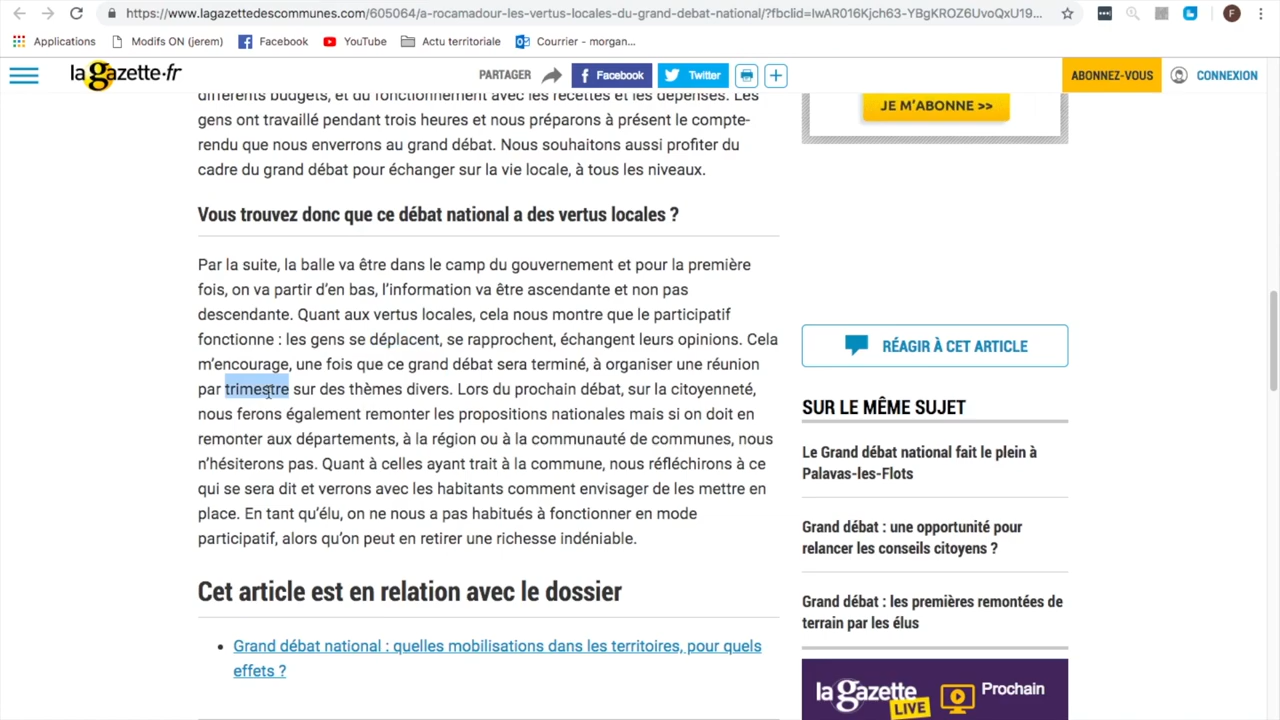 https://www.lagazettedescommunes.com/605064/a-rocamadour-les-vertus-locales-du-grand-debat-national/?fbclid=IwAR016Kjch63-YBgKROZ6UvoQxU19...
F
Applications
Modifs ON (jerem)
Facebook
YouTube
Actu territoriale
Courrier - morgan...
la gazette.fr
PARTAGER
Facebook
Twitter
ABONNEZ-VOUS
CONNEXION
différents budgets, et du fonctionnement avec les recettes et les dépenses. Les
gens ont travaillé pendant trois heures et nous préparons à présent le compte-
rendu que nous enverrons au grand débat. Nous souhaitons aussi profiter du
cadre du grand débat pour échanger sur la vie locale, à tous les niveaux.
Vous trouvez donc que ce débat national a des vertus locales ?
Par la suite, la balle va être dans le camp du gouvernement et pour la première
fois, on va partir d’en bas, l’information va être ascendante et non pas
descendante. Quant aux vertus locales, cela nous montre que le participatif
fonctionne : les gens se déplacent, se rapprochent, échangent leurs opinions. Cela
m’encourage, une fois que ce grand débat sera terminé, à organiser une réunion
par trimestre sur des thèmes divers. Lors du prochain débat, sur la citoyenneté,
nous ferons également remonter les propositions nationales mais si on doit en
remonter aux départements, à la région ou à la communauté de communes, nous
n’hésiterons pas. Quant à celles ayant trait à la commune, nous réfléchirons à ce
qui se sera dit et verrons avec les habitants comment envisager de les mettre en
place. En tant qu’élu, on ne nous a pas habitués à fonctionner en mode
participatif, alors qu’on peut en retirer une richesse indéniable.
Cet article est en relation avec le dossier
Grand débat national : quelles mobilisations dans les territoires, pour quels
effets ?
JE M’ABONNE >>
RÉAGIR À CET ARTICLE
SUR LE MÊME SUJET
Le Grand débat national fait le plein à
Palavas-les-Flots
Grand débat : une opportunité pour
relancer les conseils citoyens ?
Grand débat : les premières remontées de
terrain par les élus
la gazette LIVE
Prochain